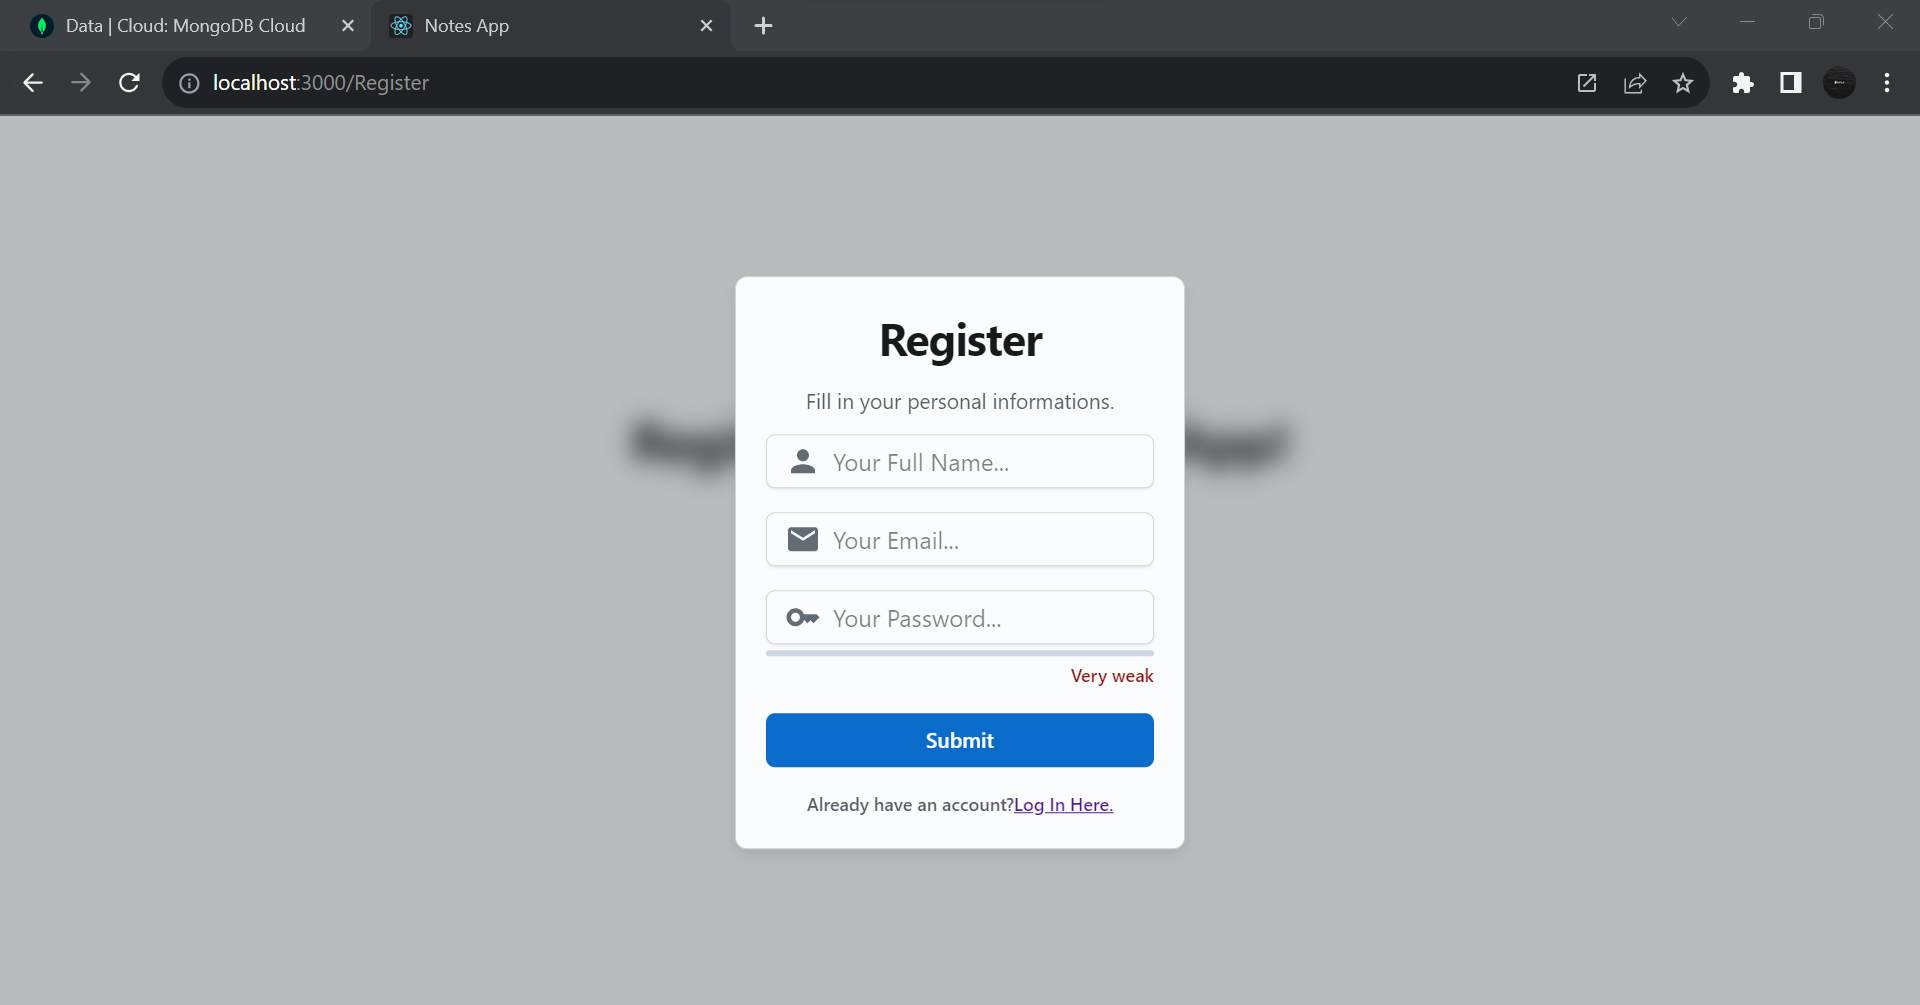 Data | Cloud: MongoDB Cloud
Notes App
localhost:3000/Register
Register
Fill in your personal informations.
Your Full Name...
Your Email...
Your Password...
Very weak
Submit
Already have an account?Log In Here.